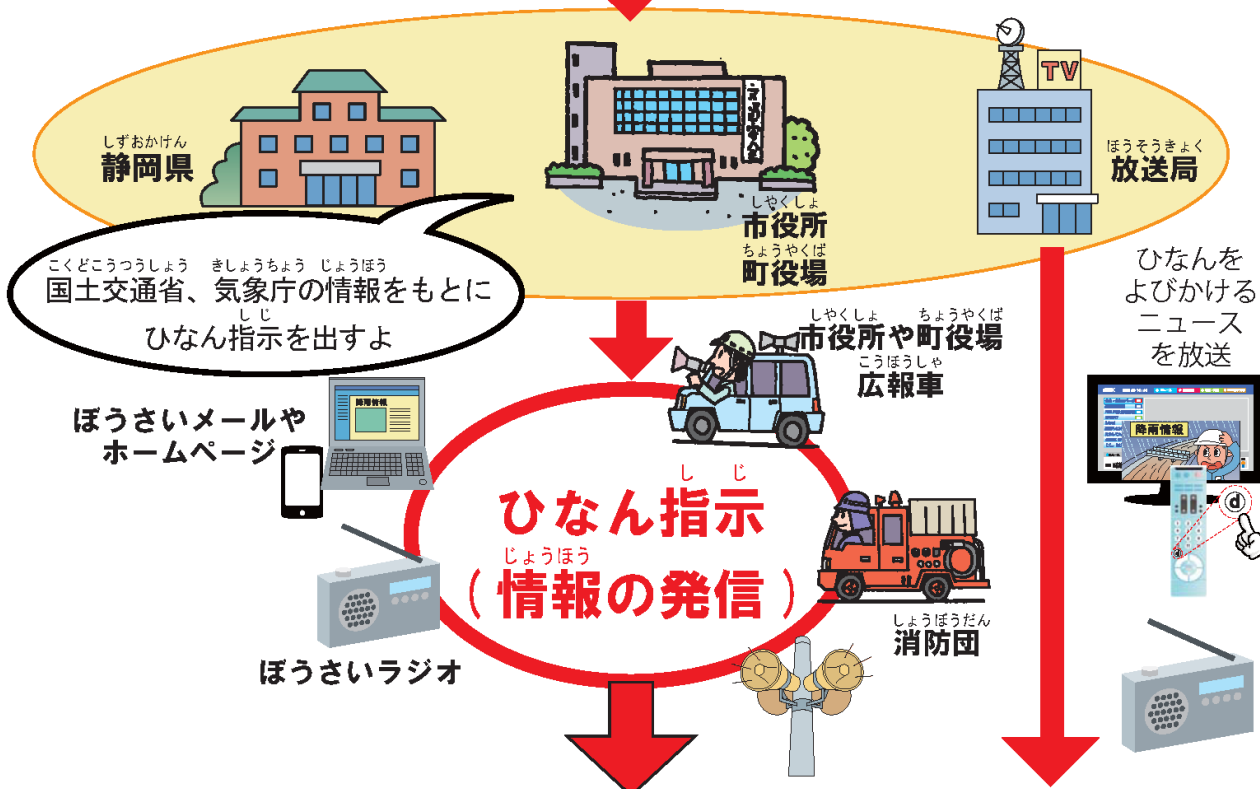 TV
しずおかけん
静岡県
ほうそうきょく
放送局
しやくしょ
市役所
ちょうやくば
町役場
こくどこうつうしょう きしょうちょう じょうほう
国土交通省、気象庁の情報をもとに
しじ
ひなん指示を出すよ
ひなんを
よびかける
ニュース
を放送
しやくしょ ちょうやくば
市役所や町役場
こうほうしゃ
広報車
降雨情報
ぼうさいメールや
ホームページ
降雨情報
d
しじ
ひなん指示
じょうほう
(情報の発信)
しょうぼうだん
消防団
ぼうさいラジオ